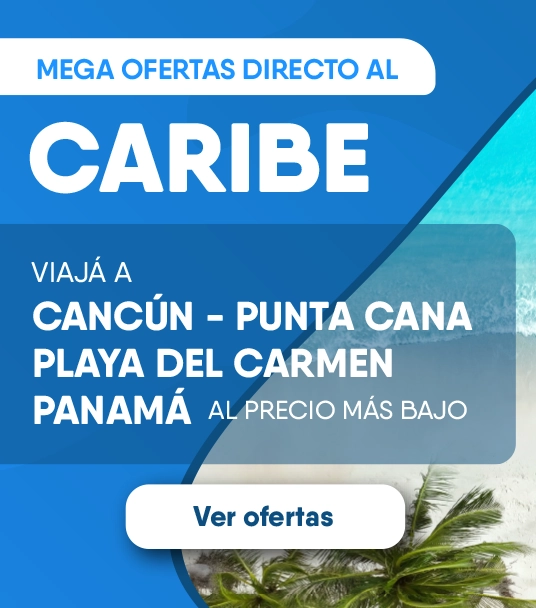 MEGA OFERTAS DIRECTO AL
CARIBE
VIAJÁ A
CANCÚN - PUNTA CANA
PLAYA DEL CARMEN
PANAMÁ AL PRECIO MÁS BAJO
Ver ofertas